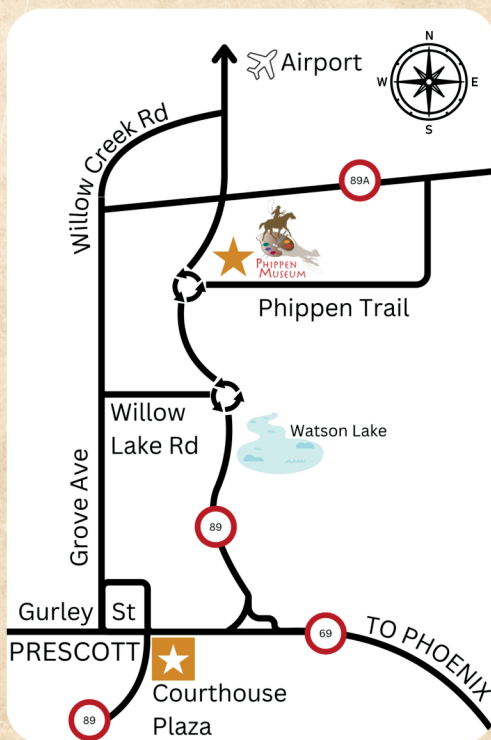 N
Airport
W
E
S
Willow Creek Rd
89A
PHIPPEN
MUSEUM
Phippen Trail
Willow
Lake Rd
Watson Lake
Grove Ave
89
Gurley St
69
TO PHOENIX
PRESCOTT
Courthouse
Plaza
89